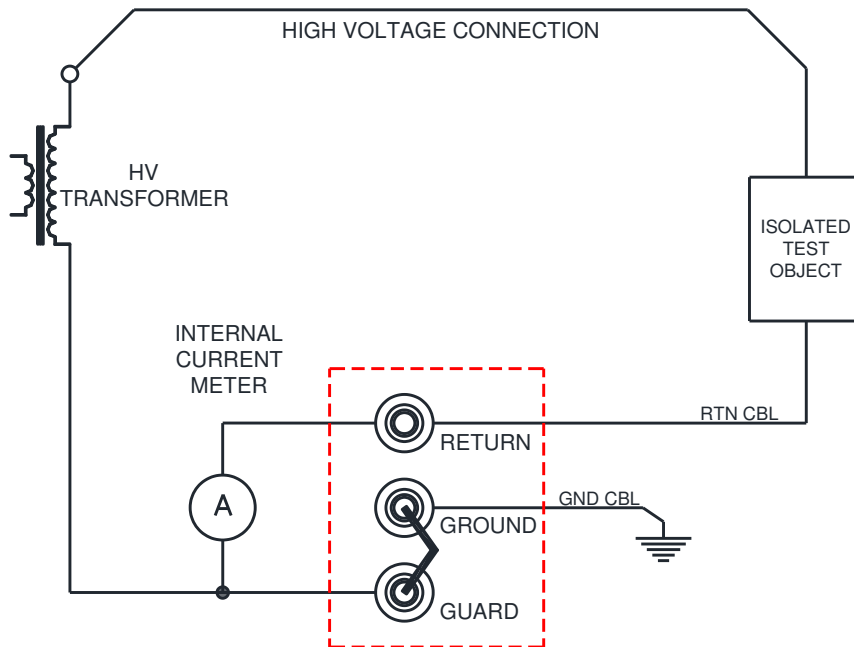 HIGH VOLTAGE CONNECTION
HV
TRANSFORMER
ISOLATED
TEST
OBJECT
INTERNAL
CURRENT
METER
RTN CBL
RETURN
A
GND CBL
GROUND
GUARD